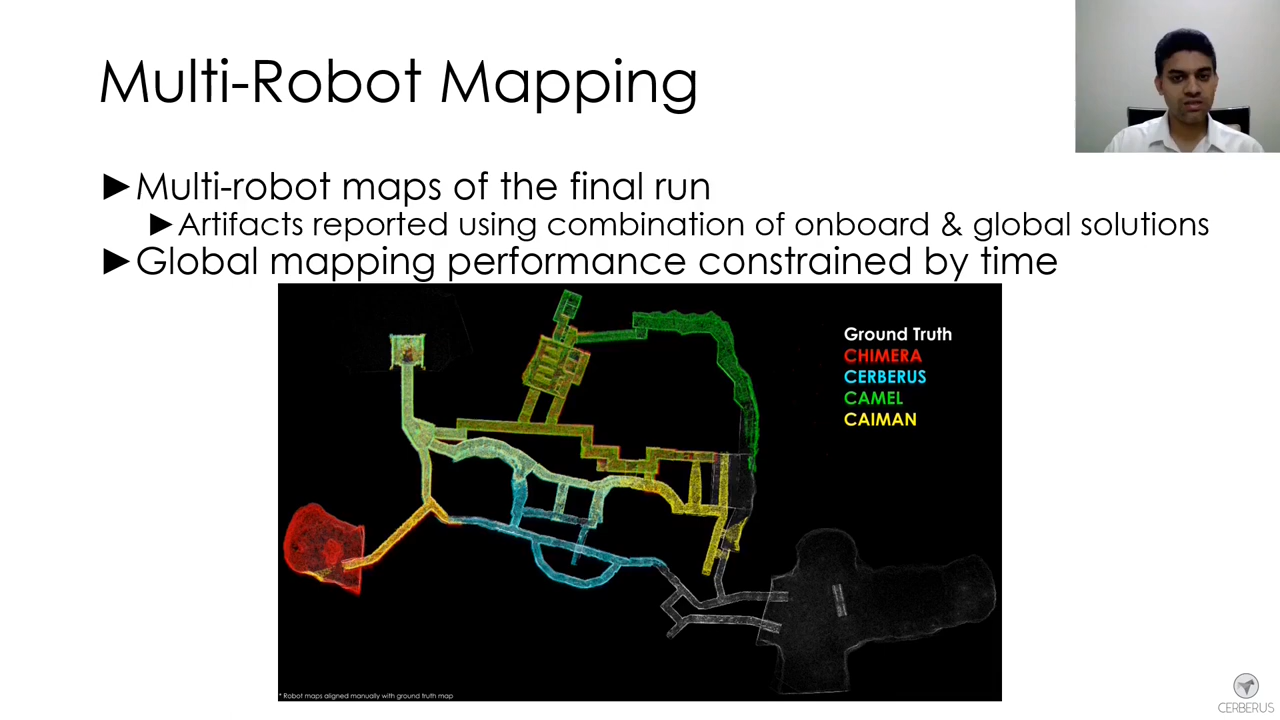 Multi-Robot Mapping
►Multi-robot maps of the final run
►Artifacts reported using combination of onboard & global solutions
►Global mapping performance constrained by time
Ground Truth
CHIMERA
CERBERUS
CAMEL
CAIMAN
* Robot maps aligned manually with ground truth map
CERBERUS